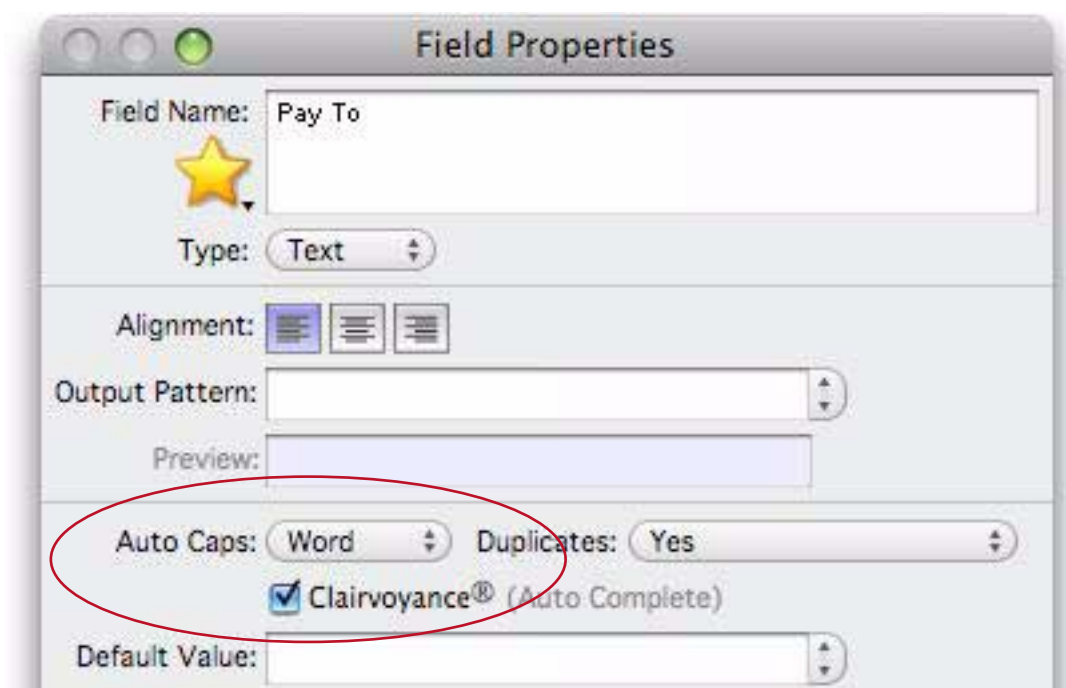 Field Properties
Field Name: Pay To
Type: Text
Alignment:
Output Pattern:
Preview:
Auto Caps: Word Duplicates: Yes
Clairvoyance® (Auto Complete)
Default Value: